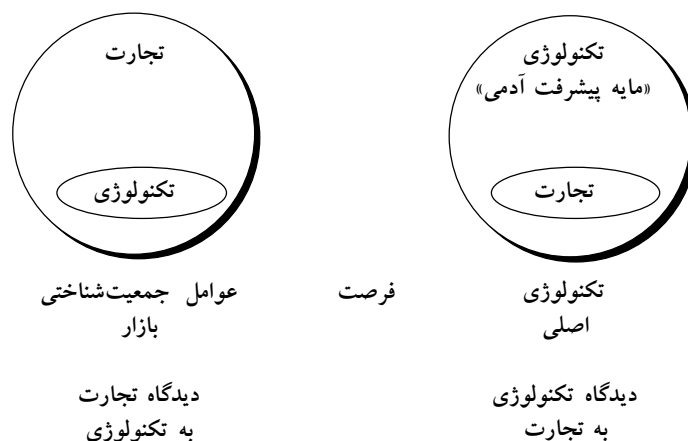 تکنولوژی
«مایه پیشرفت آدمی»
تجارت
تجارت
تکنولوژی
تکنولوژی
اصلی
فرصت
عوامل جمعیت‌شناختی
بازار
دیدگاه تکنولوژی
به تجارت
دیدگاه تجارت
به تکنولوژی